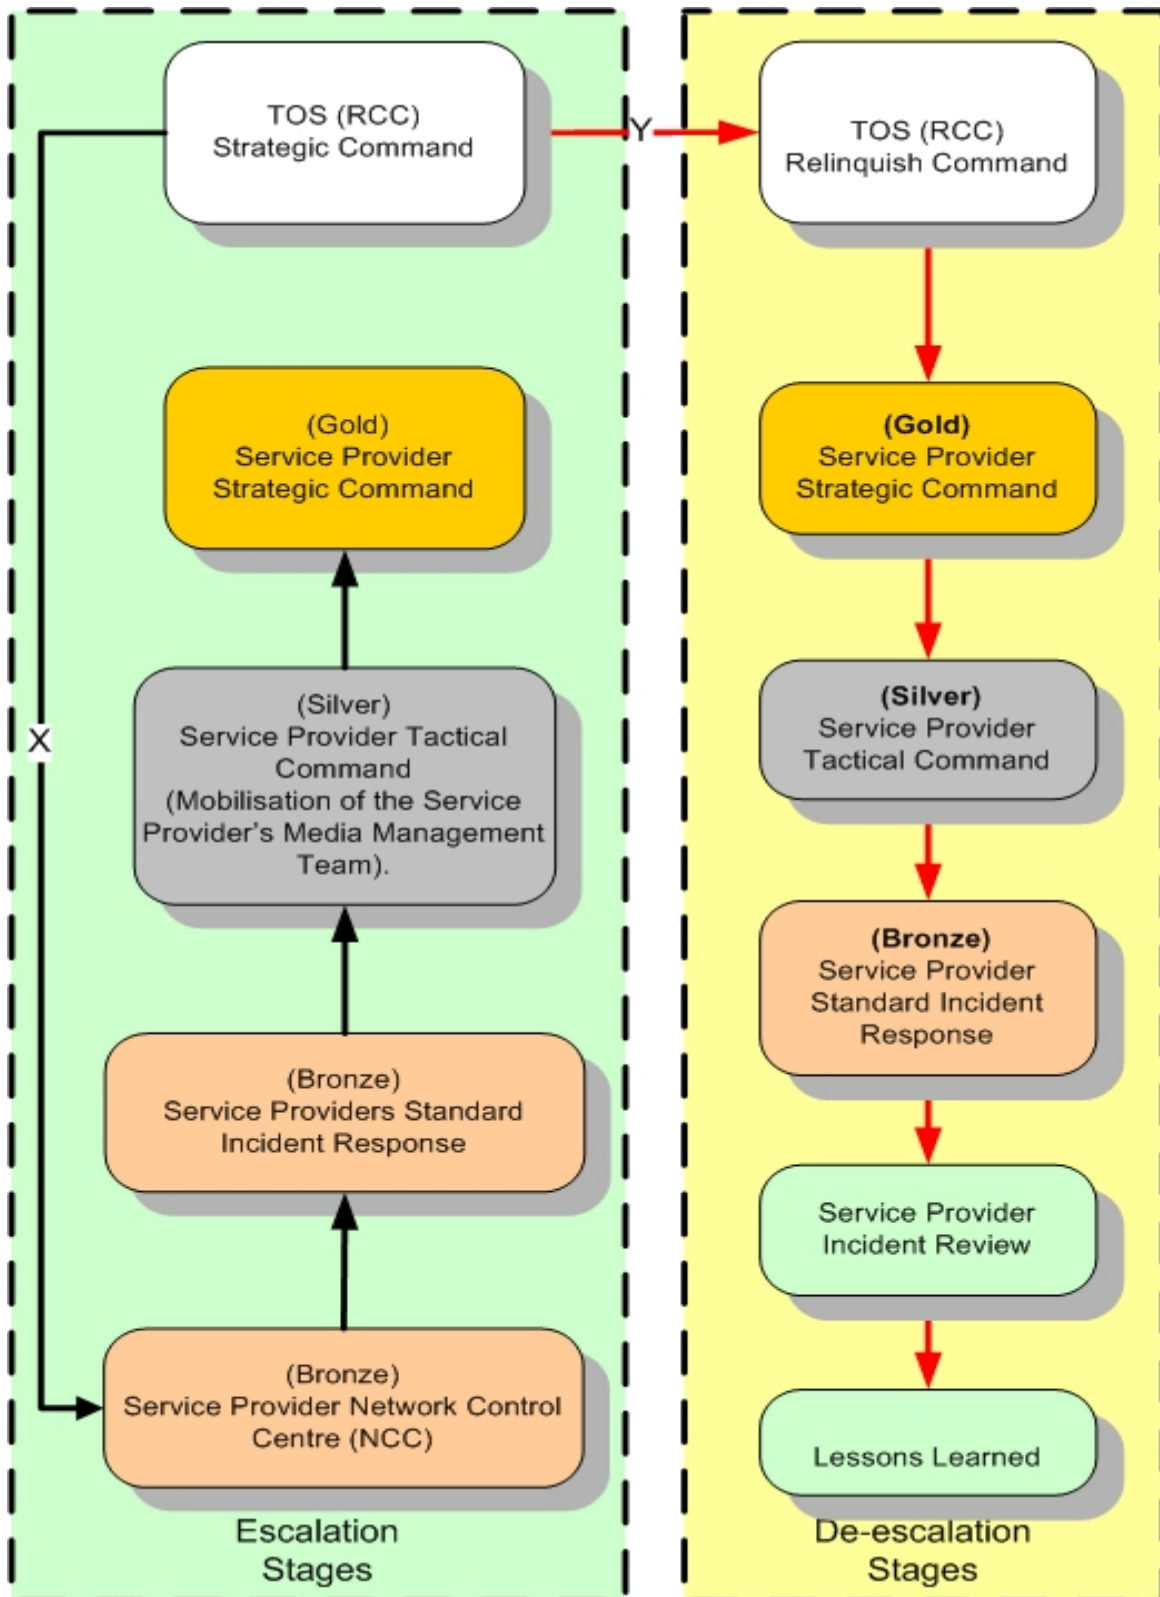 TOS (RCC)
Strategic Command
Y
(Gold)
Service Provider
Strategic Command
X
(Silver)
Service Provider Tactical
Command
(Mobilisation of the Service
Provider's Media Management
Team).
(Bronze)
Service Providers Standard
Incident Response
(Bronze)
Service Provider Network Control
Centre (NCC)
Escalation
Stages
TOS (RCC)
Relinquish Command
(Gold)
Service Provider
Strategic Command
(Silver)
Service Provider
Tactical Command
(Bronze)
Service Provider
Standard Incident
Response
Service Provider
Incident Review
Lessons Learned
De-escalation
Stages